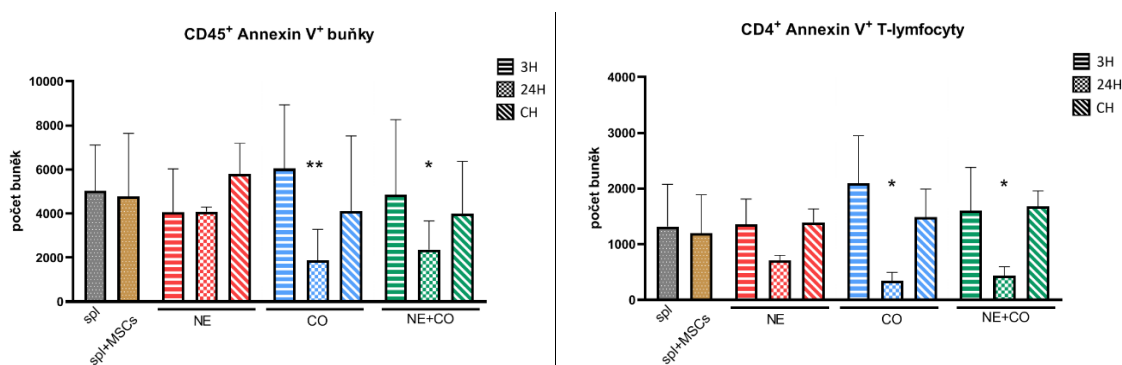 CD45⁺ Annexin V⁺ buňky
3H
24H
CH
počet buněk
10000
8000
6000
4000
2000
0
**
*
spl
spl+MSCs
NE
CO
NE+CO
CD4⁺ Annexin V⁺ T-lymfocyty
3H
24H
CH
počet buněk
4000
3000
2000
1000
0
*
*
spl
spl+MSCs
NE
CO
NE+CO